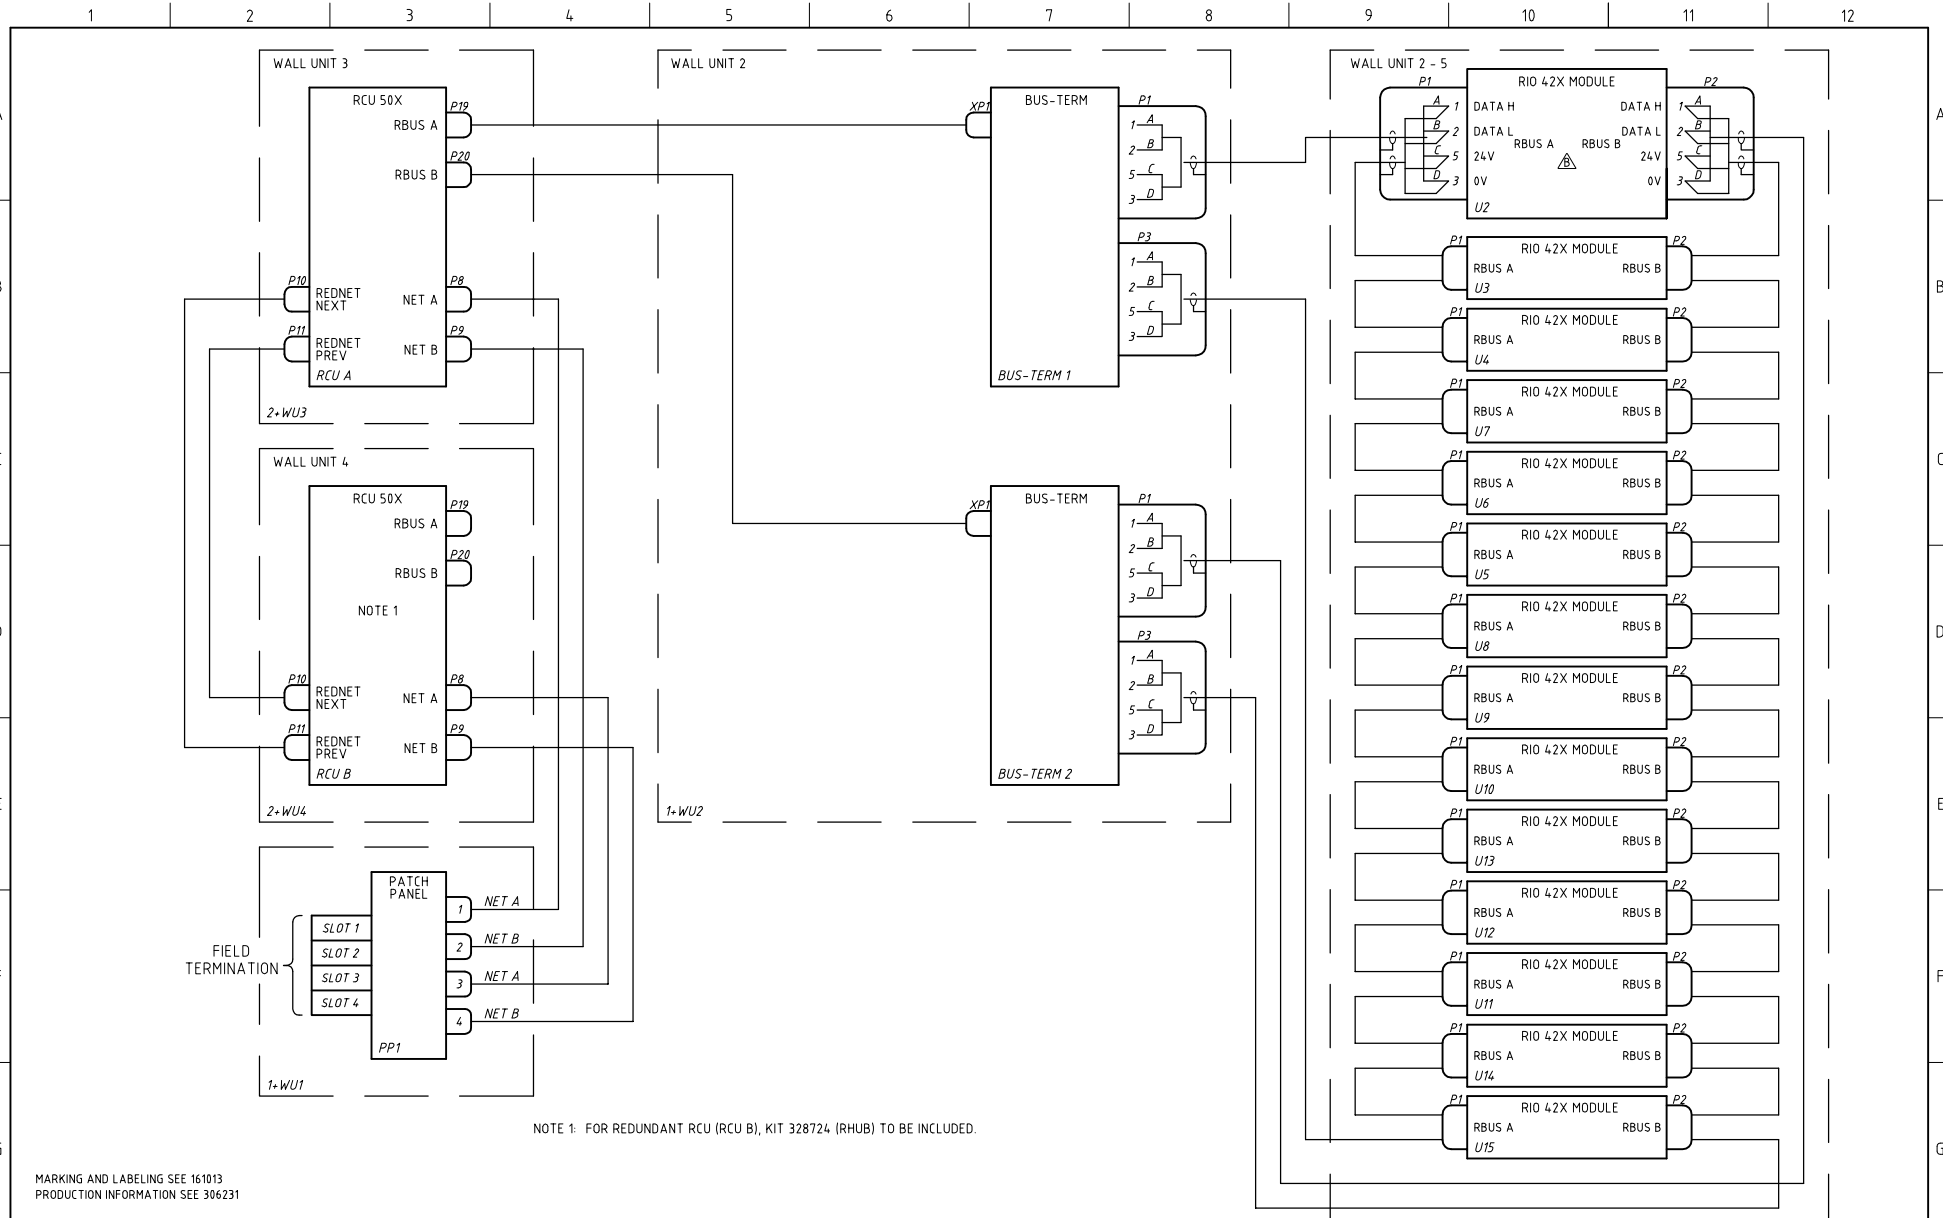 1 2 3 4 5 6 7 8 9 10 11 12
WALL UNIT 3
RCU 50X
P19
RBUS A
P20
RBUS B
P10
REDNET
NEXT
P8
NET A
P11
REDNET
PREV
P9
NET B
RCU A
2+WU3
WALL UNIT 4
RCU 50X
P19
RBUS A
P20
RBUS B
NOTE 1
P10
REDNET
NEXT
P8
NET A
P11
REDNET
PREV
P9
NET B
RCU B
2+WU4
PATCH
PANEL
1 NET A
2 NET B
3 NET A
4 NET B
SLOT 1
SLOT 2
SLOT 3
SLOT 4
FIELD
TERMINATION
PP1
1+WU1
WALL UNIT 2
XP1
BUS-TERM
P1
1 A
2 B
5 C
3 D
P3
1 A
2 B
5 C
3 D
BUS-TERM 1
XP1
BUS-TERM
P1
1 A
2 B
5 C
3 D
P3
1 A
2 B
5 C
3 D
BUS-TERM 2
1+WU2
WALL UNIT 2 - 5
P1 RIO 42X MODULE P2
A 1 DATA H DATA H 1 A
B 2 DATA L DATA L 2 B
RBUS A RBUS B
B
C 5 24V 24V 5 C
D 3 0V 0V 3 D
U2
P1 RIO 42X MODULE P2
RBUS A RBUS B
U3
P1 RIO 42X MODULE P2
RBUS A RBUS B
U4
P1 RIO 42X MODULE P2
RBUS A RBUS B
U7
P1 RIO 42X MODULE P2
RBUS A RBUS B
U6
P1 RIO 42X MODULE P2
RBUS A RBUS B
U5
P1 RIO 42X MODULE P2
RBUS A RBUS B
U8
P1 RIO 42X MODULE P2
RBUS A RBUS B
U9
P1 RIO 42X MODULE P2
RBUS A RBUS B
U10
P1 RIO 42X MODULE P2
RBUS A RBUS B
U13
P1 RIO 42X MODULE P2
RBUS A RBUS B
U12
P1 RIO 42X MODULE P2
RBUS A RBUS B
U11
P1 RIO 42X MODULE P2
RBUS A RBUS B
U14
P1 RIO 42X MODULE P2
RBUS A RBUS B
U15
A
B
C
D
E
F
G
NOTE 1: FOR REDUNDANT RCU (RCU B), KIT 328724 (RHUB) TO BE INCLUDED.
MARKING AND LABELING SEE 161013
PRODUCTION INFORMATION SEE 306231